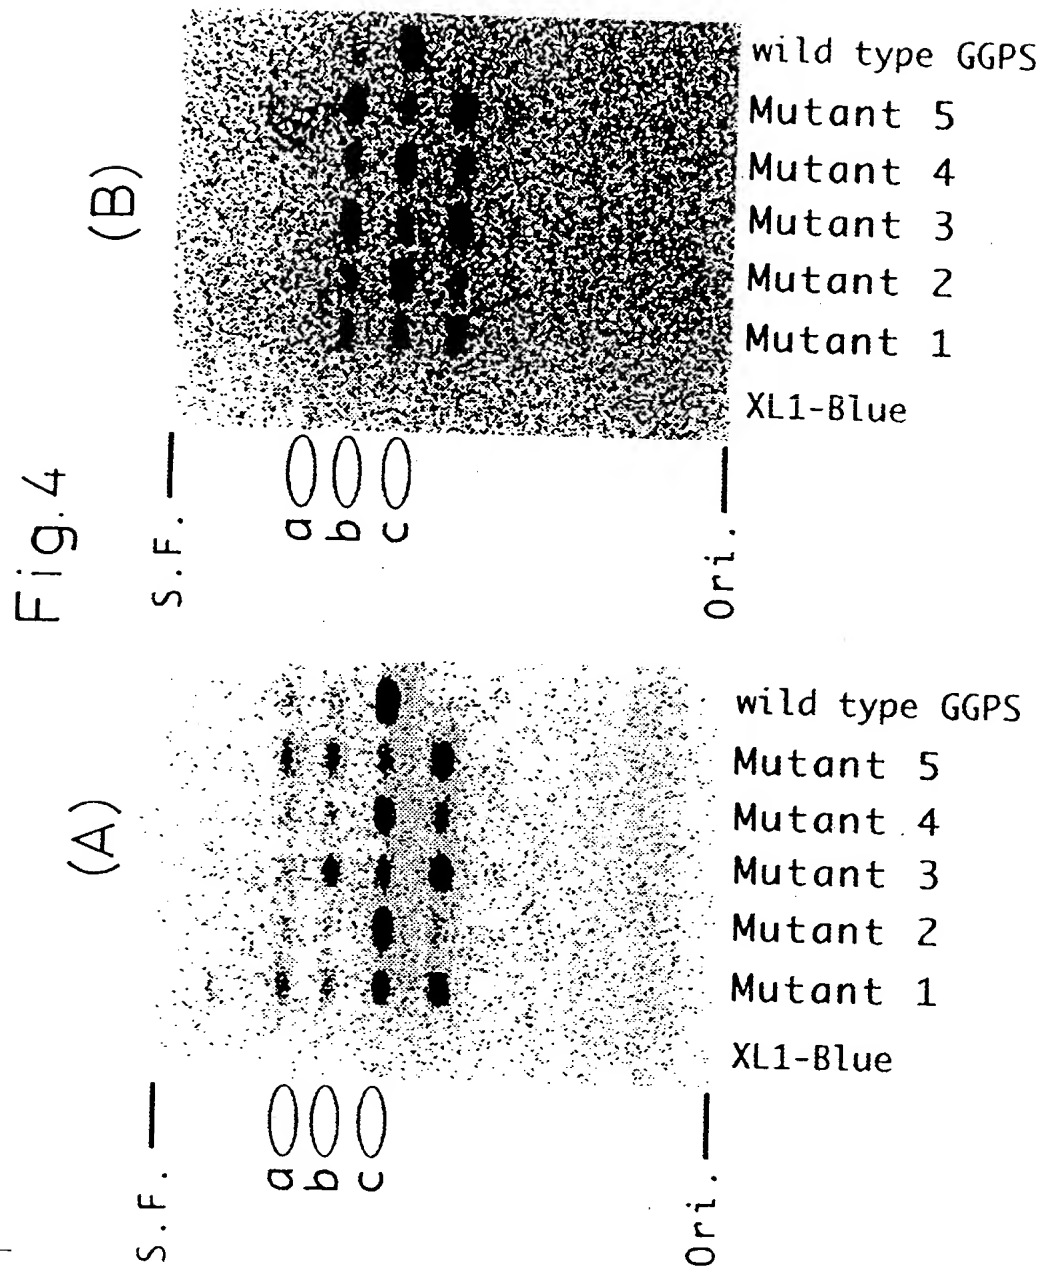 Fig.4
(A)
S.F.
a
b
c
Ori.
XL1-Blue
Mutant 1
Mutant 2
Mutant 3
Mutant 4
Mutant 5
wild type GGPS
(B)
S.F.
a
b
c
Ori.
XL1-Blue
Mutant 1
Mutant 2
Mutant 3
Mutant 4
Mutant 5
wild type GGPS